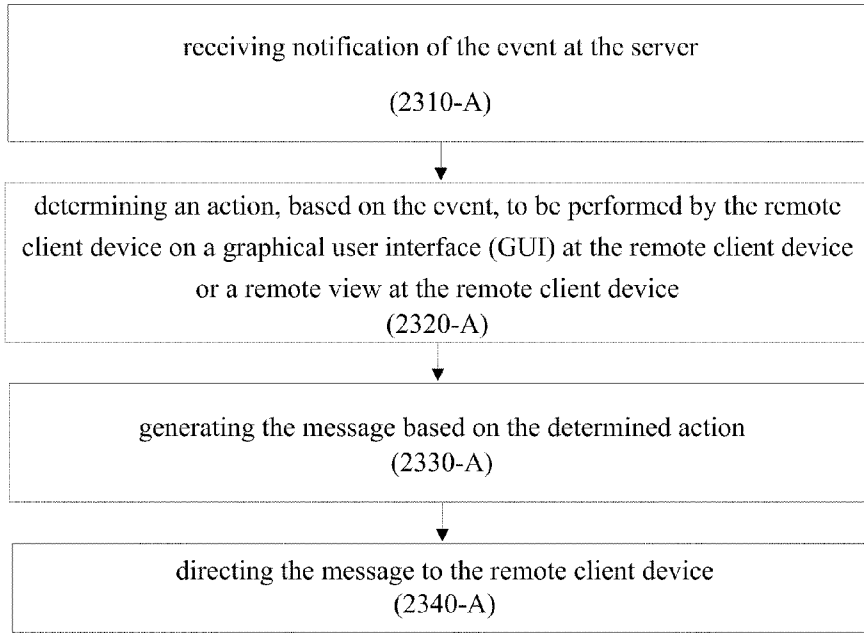 receiving notification of the event at the server
(2310-A)
determining an action, based on the event, to be performed by the remote
client device on a graphical user interface (GUI) at the remote client device
or a remote view at the remote client device
(2320-A)
generating the message based on the determined action
(2330-A)
directing the message to the remote client device
(2340-A)